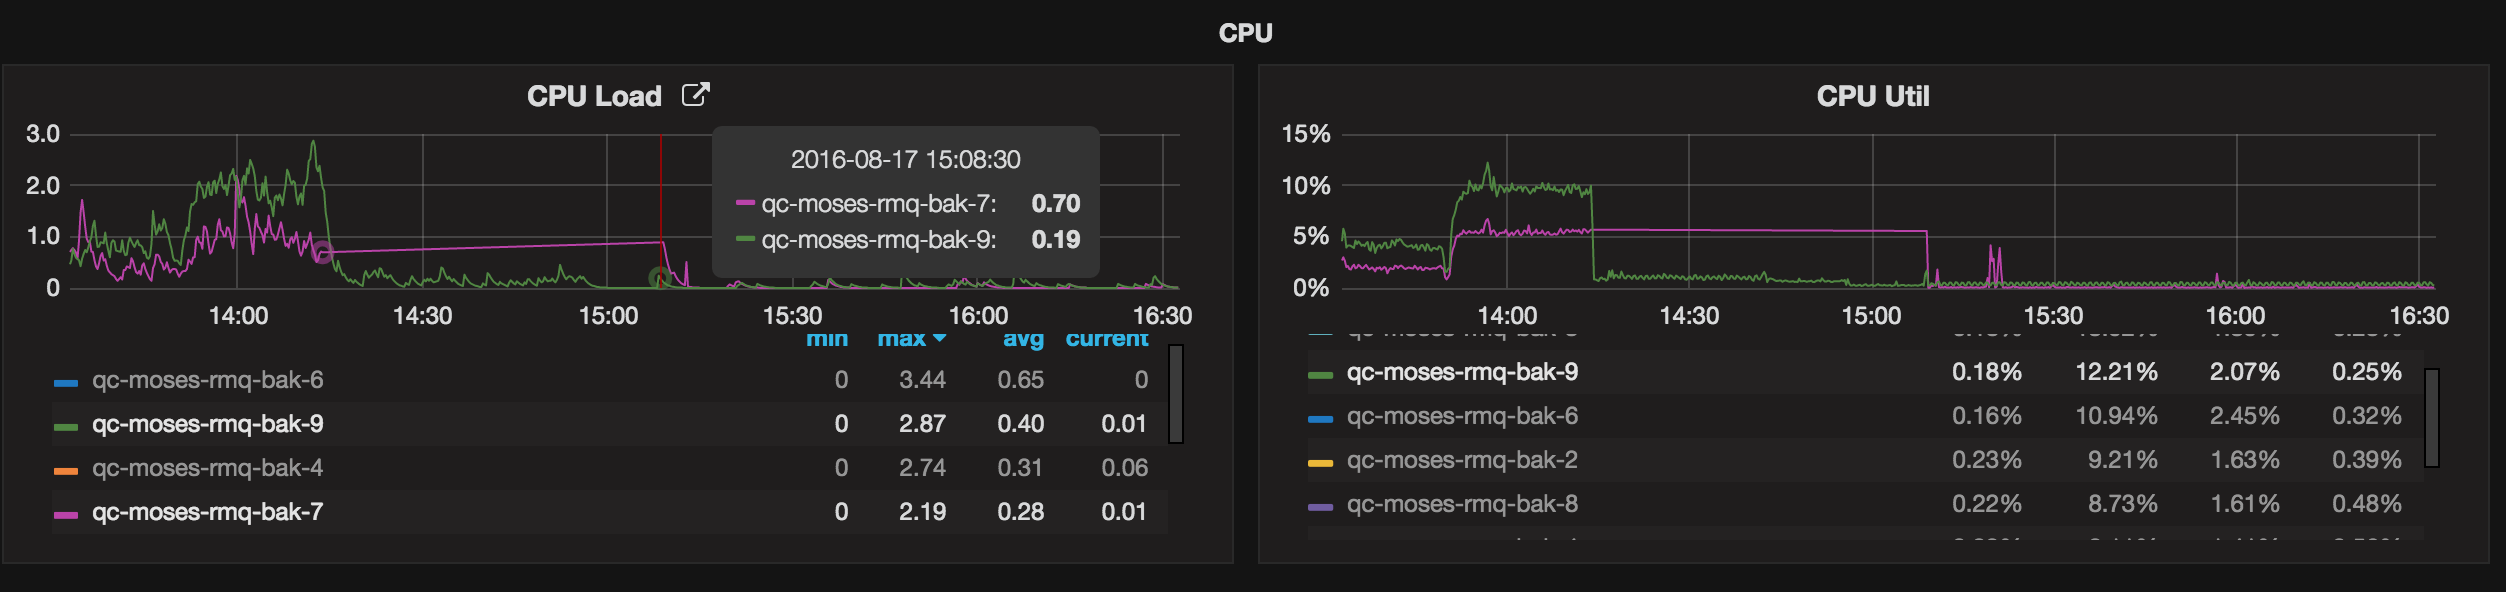 CPU
CPU Load
3.0
2.0
1.0
0
14:00 14:30 15:00 15:30 16:00 16:30
2016-08-17 15:08:30
qc-moses-rmq-bak-7: 0.70
qc-moses-rmq-bak-9: 0.19
min max avg current
qc-moses-rmq-bak-6 0 3.44 0.65 0
qc-moses-rmq-bak-9 0 2.87 0.40 0.01
qc-moses-rmq-bak-4 0 2.74 0.31 0.06
qc-moses-rmq-bak-7 0 2.19 0.28 0.01
CPU Util
15%
10%
5%
0%
14:00 14:30 15:00 15:30 16:00 16:30
qc-moses-rmq-bak-9 0.18% 12.21% 2.07% 0.25%
qc-moses-rmq-bak-6 0.16% 10.94% 2.45% 0.32%
qc-moses-rmq-bak-2 0.23% 9.21% 1.63% 0.39%
qc-moses-rmq-bak-8 0.22% 8.73% 1.61% 0.48%